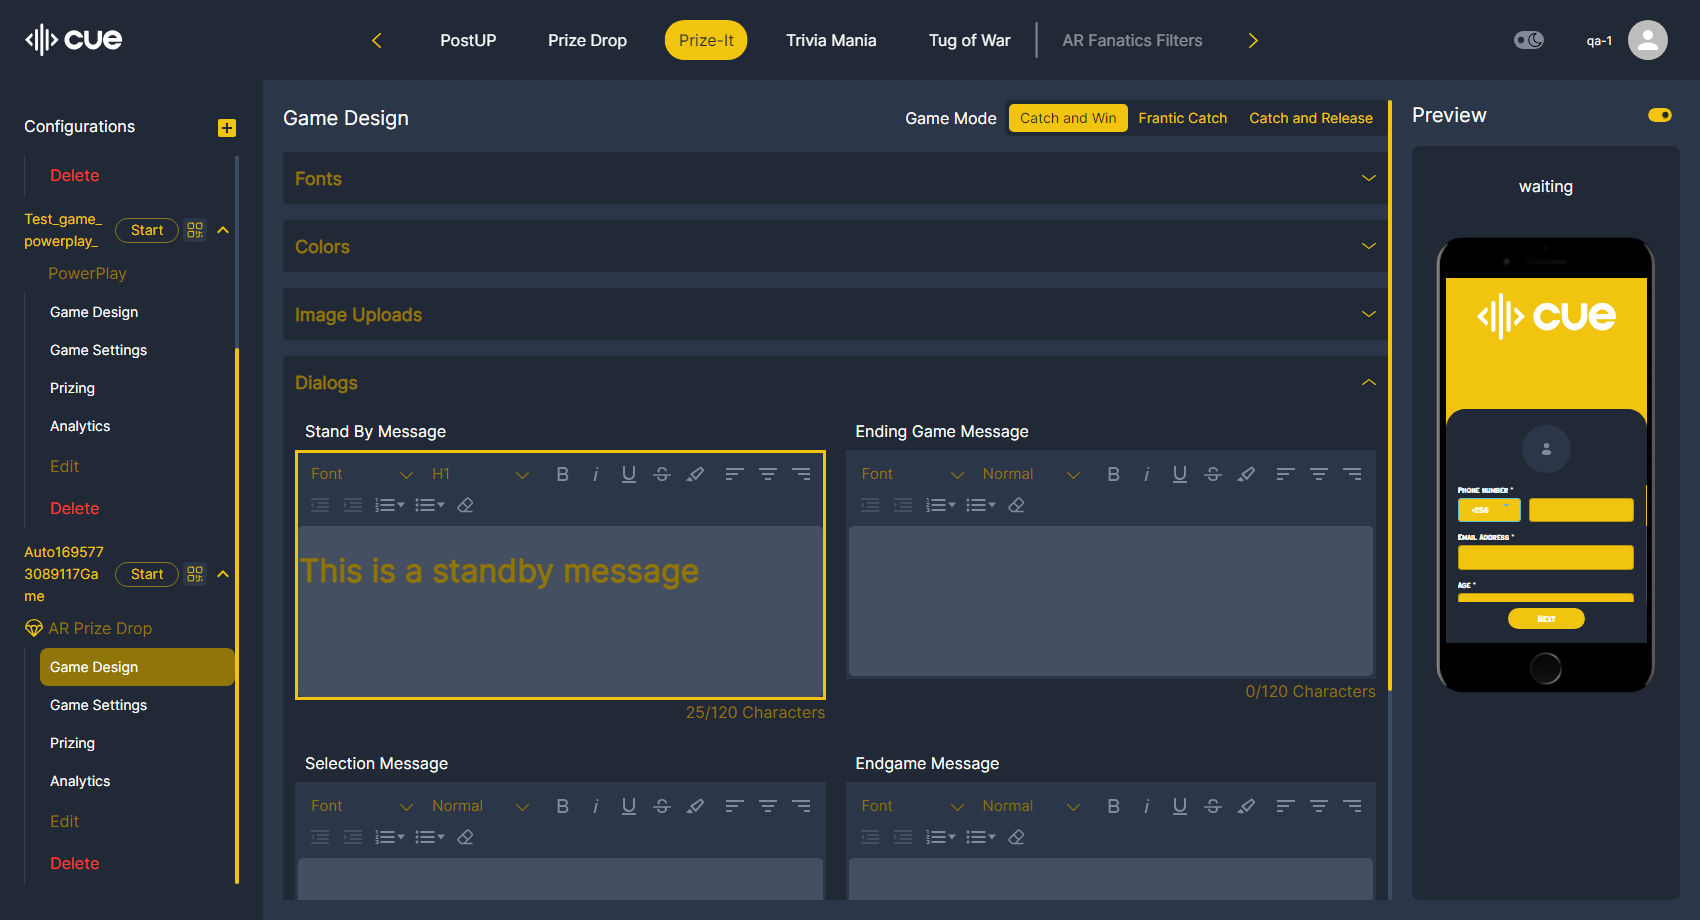 cue
PostUP
Prize Drop
Prize-It
Trivia Mania
Tug of War
AR Fanatics Filters
qa-1
Configurations
Delete
Test_game_
powerplay_
Start
PowerPlay
Game Design
Game Settings
Prizing
Analytics
Edit
Delete
Auto169577
3089117Ga
me
Start
AR Prize Drop
Game Design
Game Settings
Prizing
Analytics
Edit
Delete
Game Design
Game Mode
Catch and Win
Frantic Catch
Catch and Release
Fonts
Colors
Image Uploads
Dialogs
Stand By Message
Font
H1
This is a standby message
25/120 Characters
Ending Game Message
Font
Normal
0/120 Characters
Selection Message
Font
Normal
Endgame Message
Font
Normal
Preview
waiting
cue
Phone number *
+256
Email Address *
Age *
Next